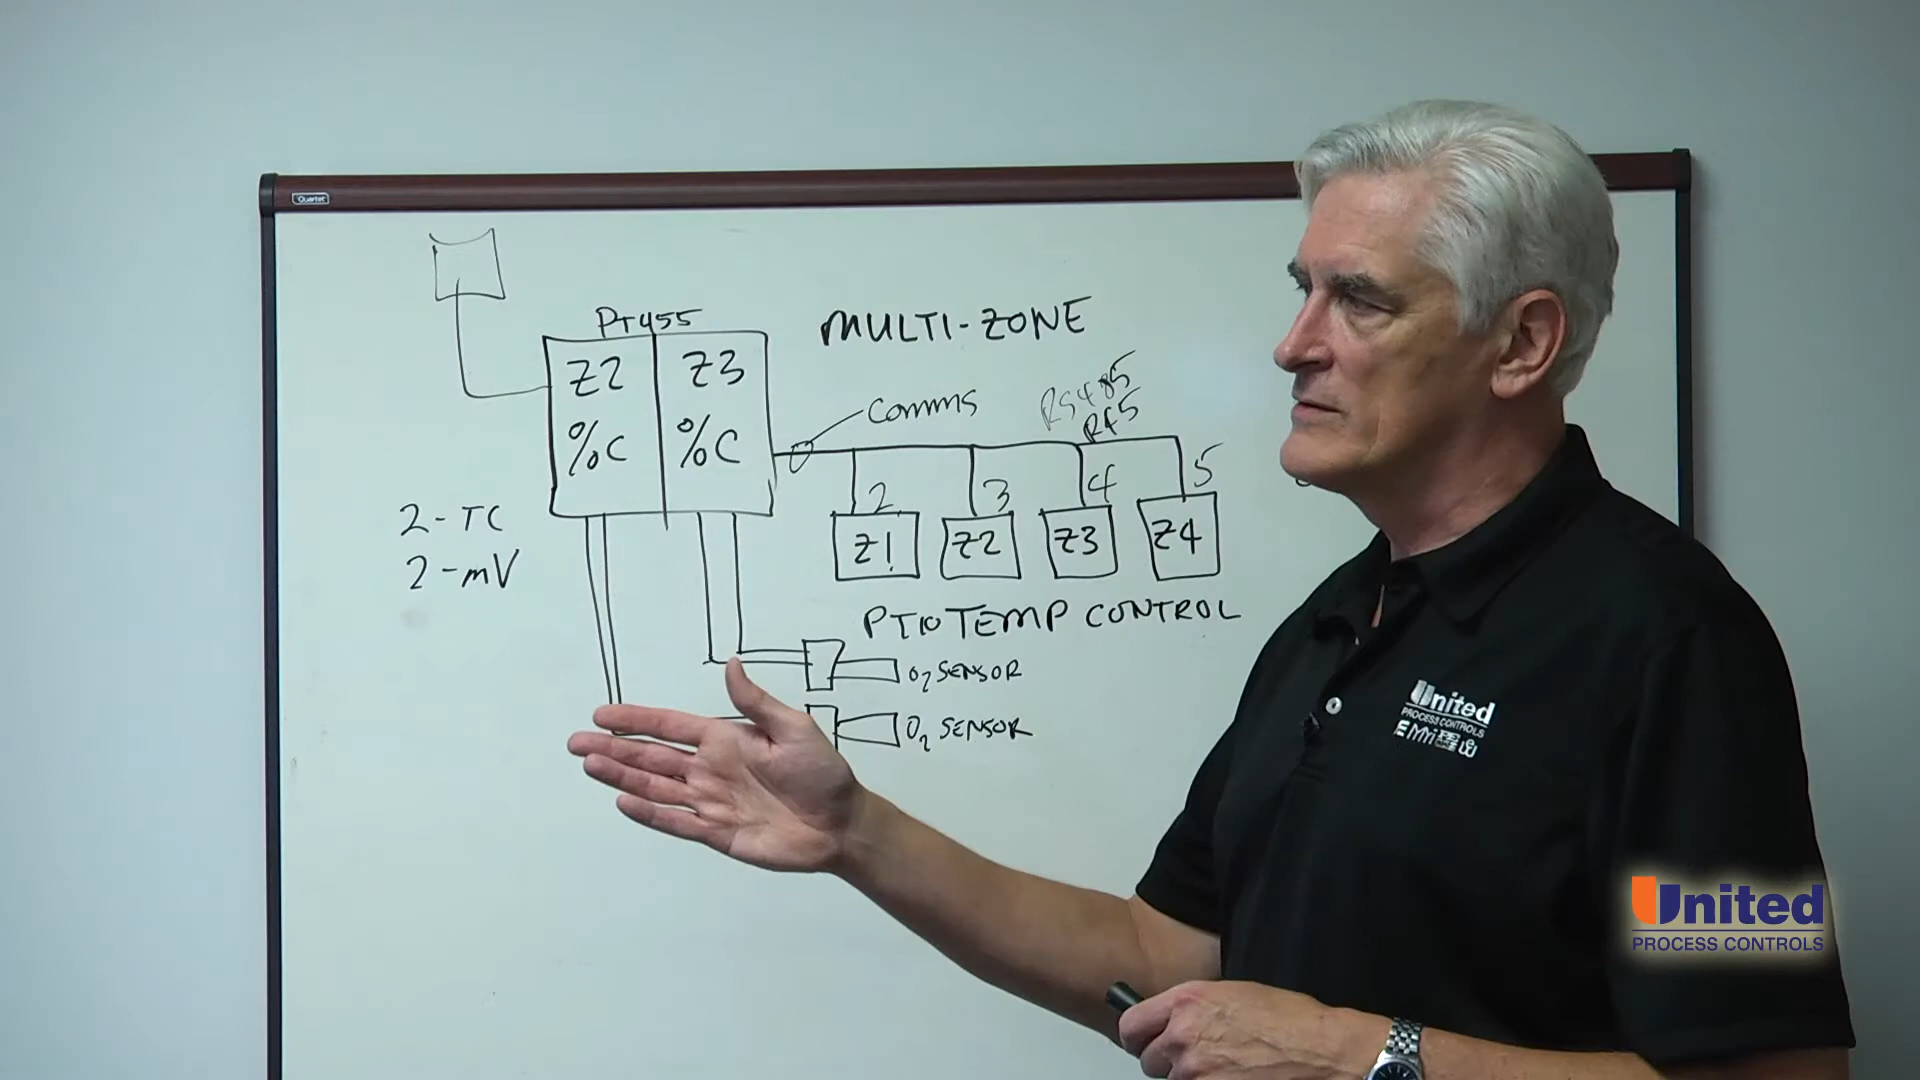 Quartet
PT455
MULTI-ZONE
Z2
Z3
%C
%C
Comms
RS485
2
3
4
5
2-TC
2-mV
Z1
Z2
Z3
Z4
PT10 TEMP CONTROL
O2 SENSOR
O2 SENSOR
United
PROCESS CONTROLS
United
PROCESS CONTROLS